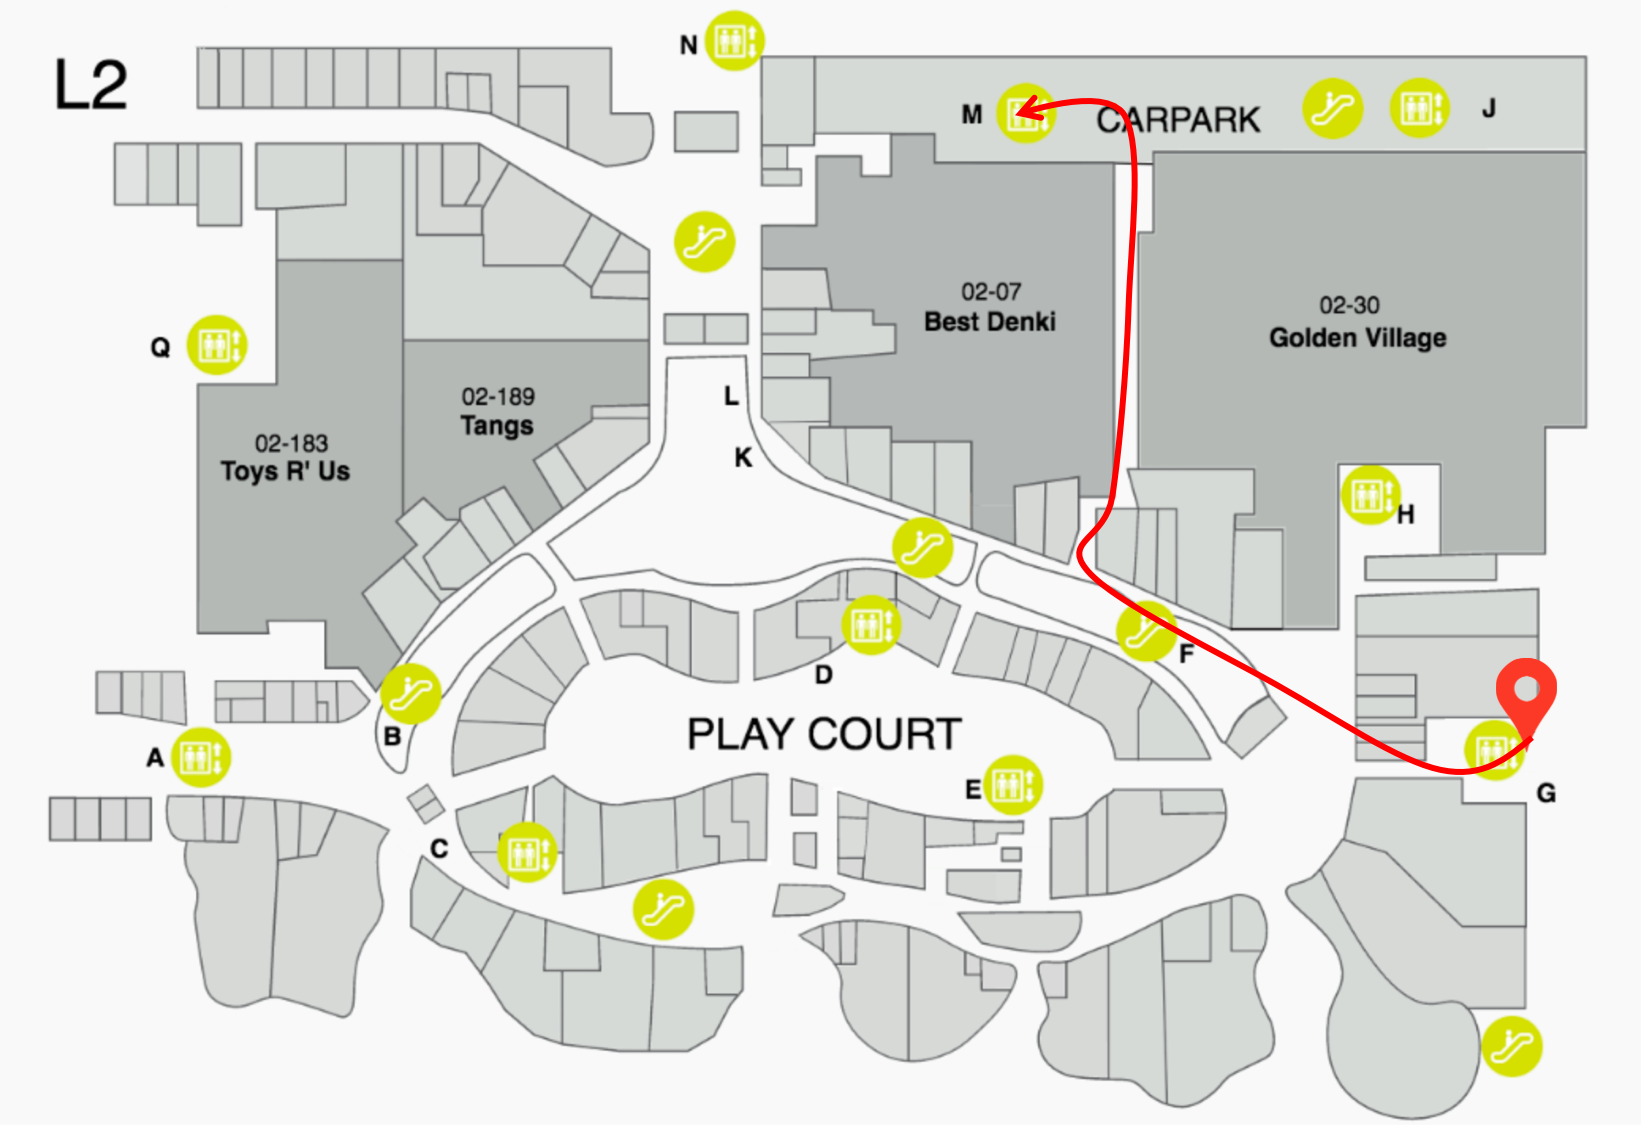 L2
N
M
CARPARK
J
02-07
Best Denki
02-30
Golden Village
Q
02-189
Tangs
L
02-183
Toys R' Us
K
H
F
D
B
PLAY COURT
A
E
G
C